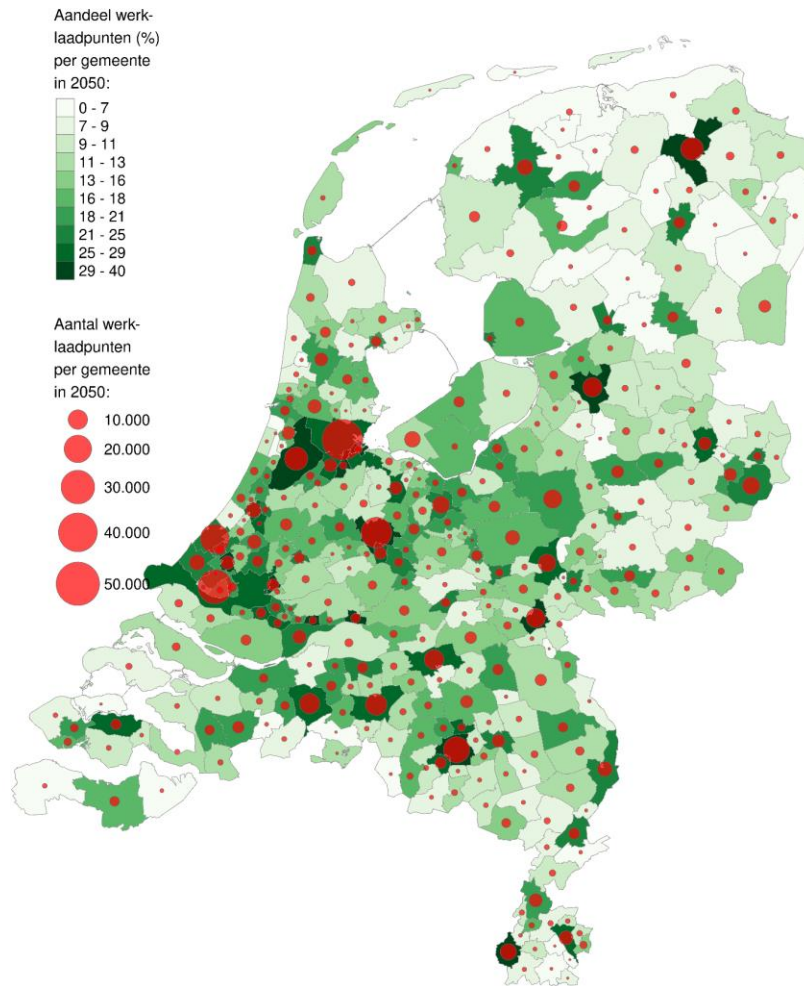 Aandeel werk-
laadpunten (%)
per gemeente
in 2050:
0 - 7
7 - 9
9 - 11
11 - 13
13 - 16
16 - 18
18 - 21
21 - 25
25 - 29
29 - 40
Aantal werk-
laadpunten
per gemeente
in 2050:
10.000
20.000
30.000
40.000
50.000